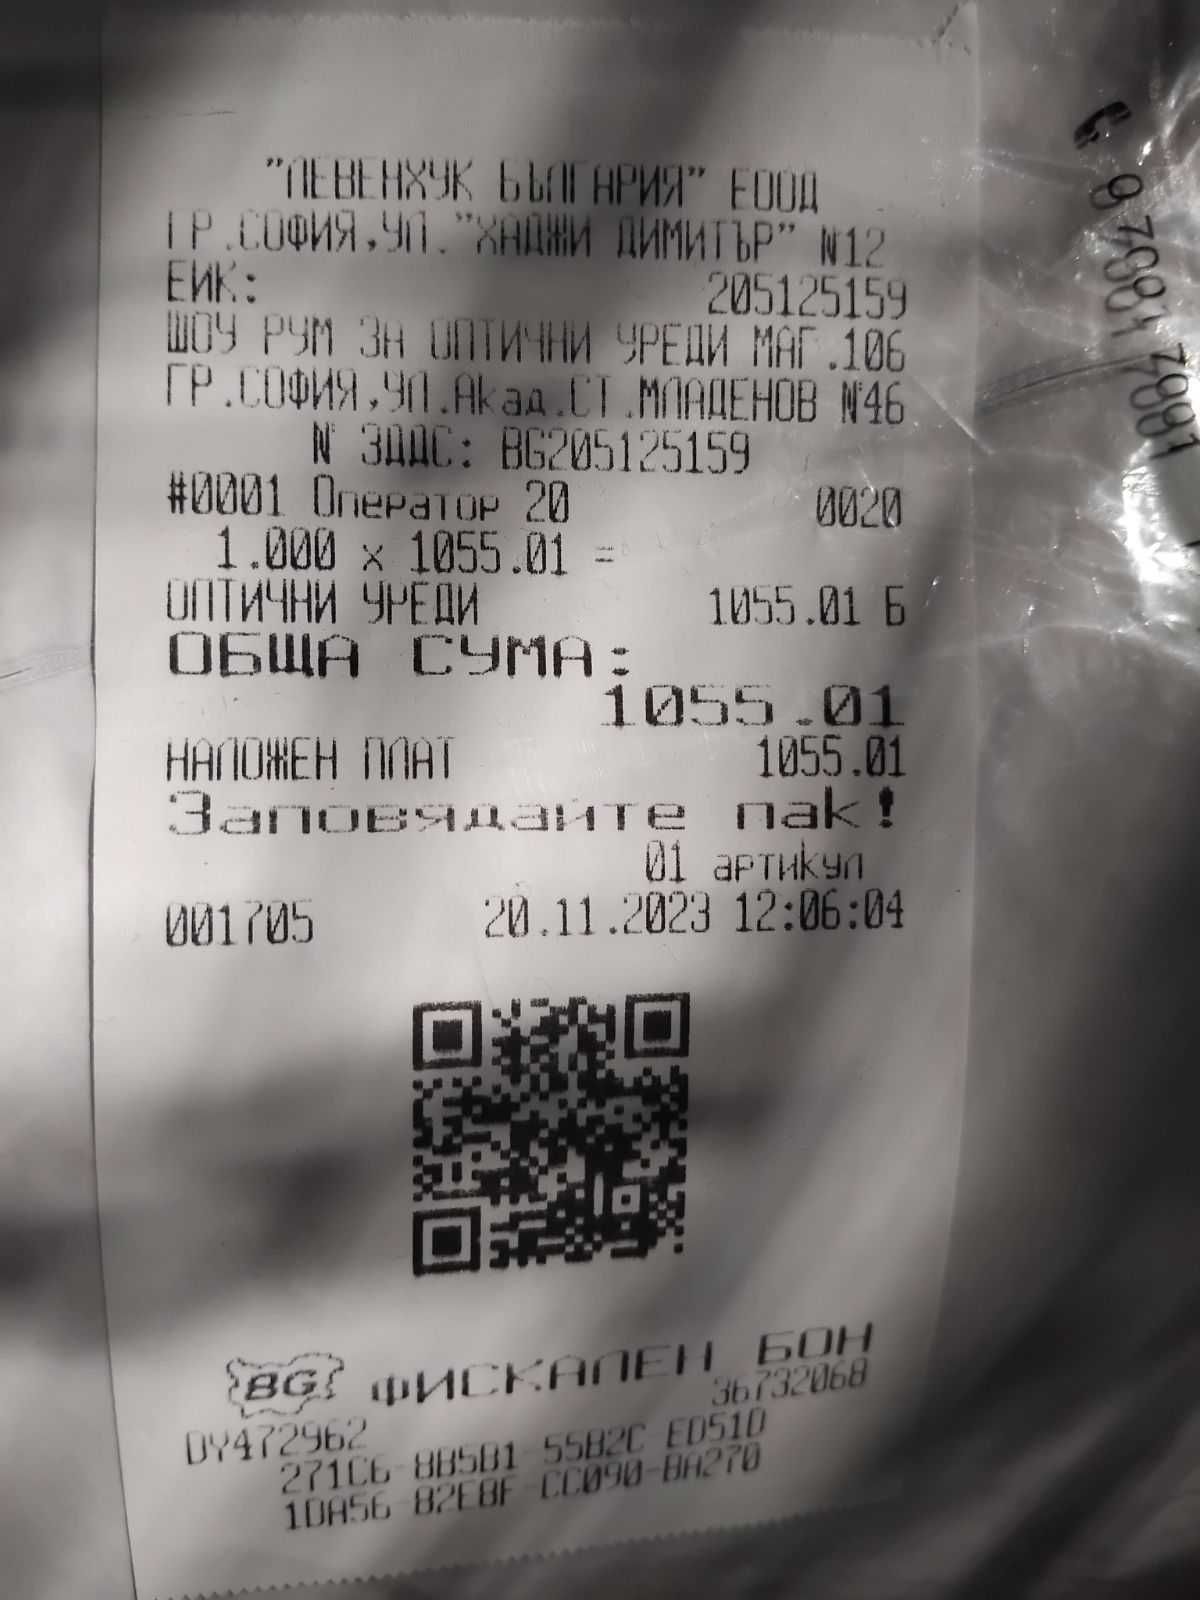 "ЛЕВЕНХУК БЪЛГАРИЯ" ЕООД
ГР.СОФИЯ,УЛ."ХАДЖИ ДИМИТЪР" №12
ЕИК: 205125159
ШОУ РУМ ЗА ОПТИЧНИ УРЕДИ МАГ.106
ГР.СОФИЯ,УЛ.Акад.СТ.МЛАДЕНОВ №46
№ ЗДДС: BG205125159
#0001 Оператор 20 0020
1.000 x 1055.01 =
ОПТИЧНИ УРЕДИ 1055.01 Б
ОБЩА СУМА:
1055.01
НАЛОЖЕН ПЛАТ 1055.01
Заповядайте пак!
01 артикул
001705 20.11.2023 12:06:04
BG ФИСКАЛЕН БОН
DY472962 36732068
271C6-8B5B1-55B2C ED51D
1DA56-82E8F-CC090-BA270